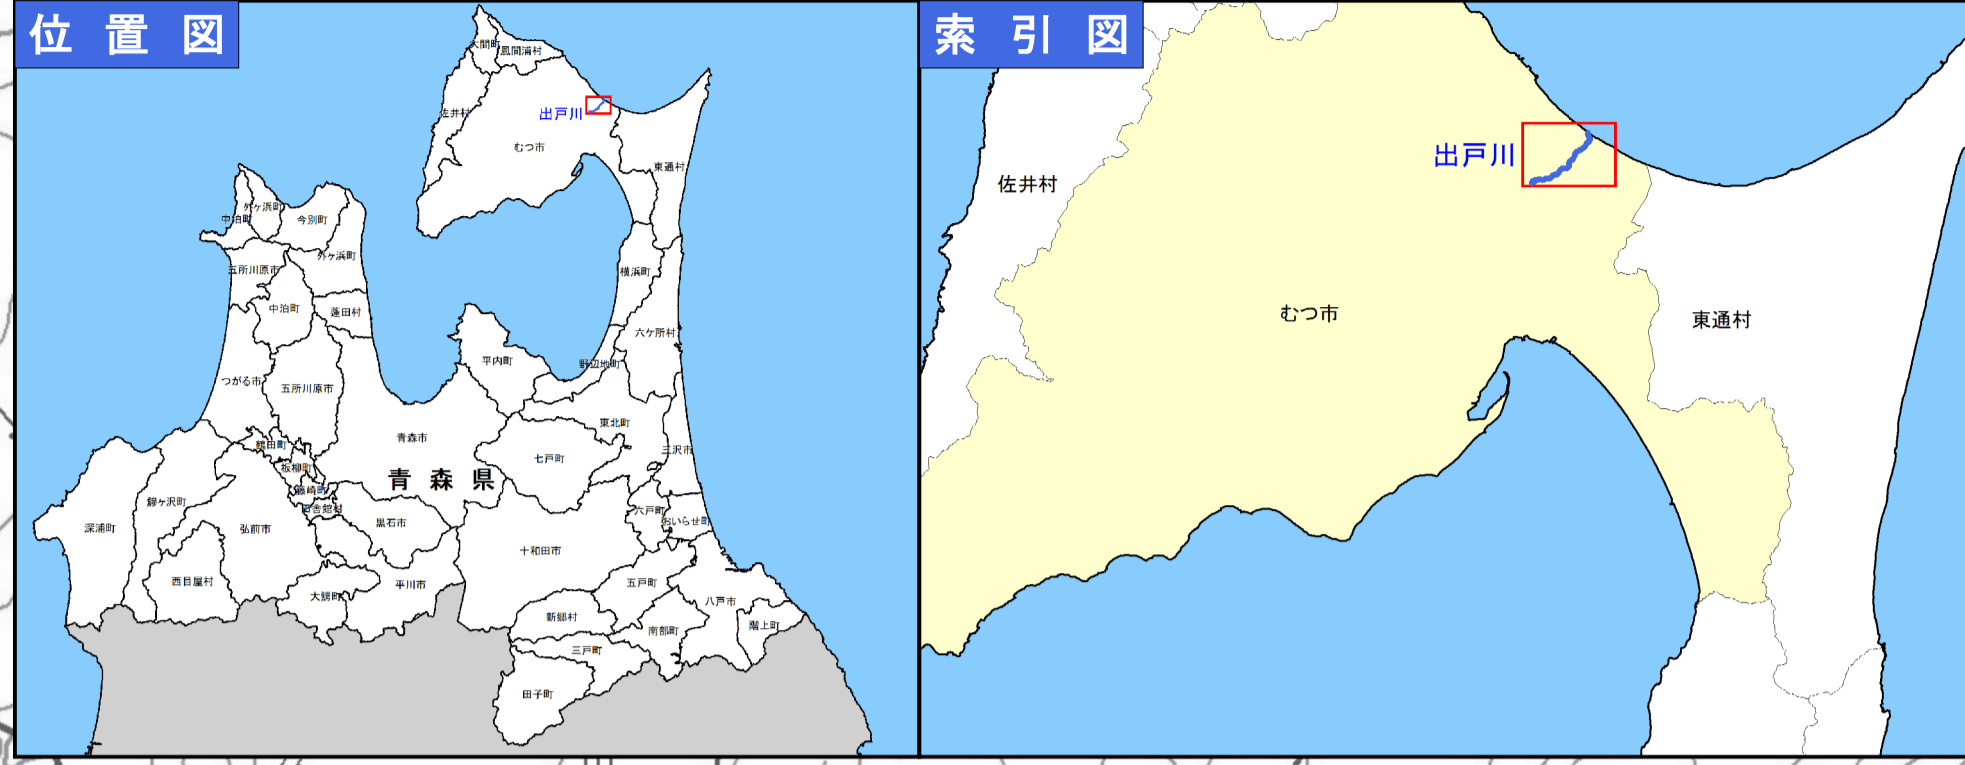 位置図
大間町
風間浦村
佐井村
出戸川
むつ市
東通村
外ヶ浜町
中泊町
今別町
外ヶ浜町
五所川原市
中泊町
蓬田村
横浜町
六ケ所村
平内町
野辺地町
つがる市
五所川原市
東北町
青森市
鶴田町
三沢市
七戸町
板柳町
青森県
藤崎町
鰺ヶ沢町
田舎館村
六戸町
おいらせ町
深浦町
弘前市
黒石市
十和田市
西目屋村
平川市
五戸町
大鰐町
八戸市
新郷村
南部町
階上町
三戸町
田子町
索引図
出戸川
佐井村
むつ市
東通村